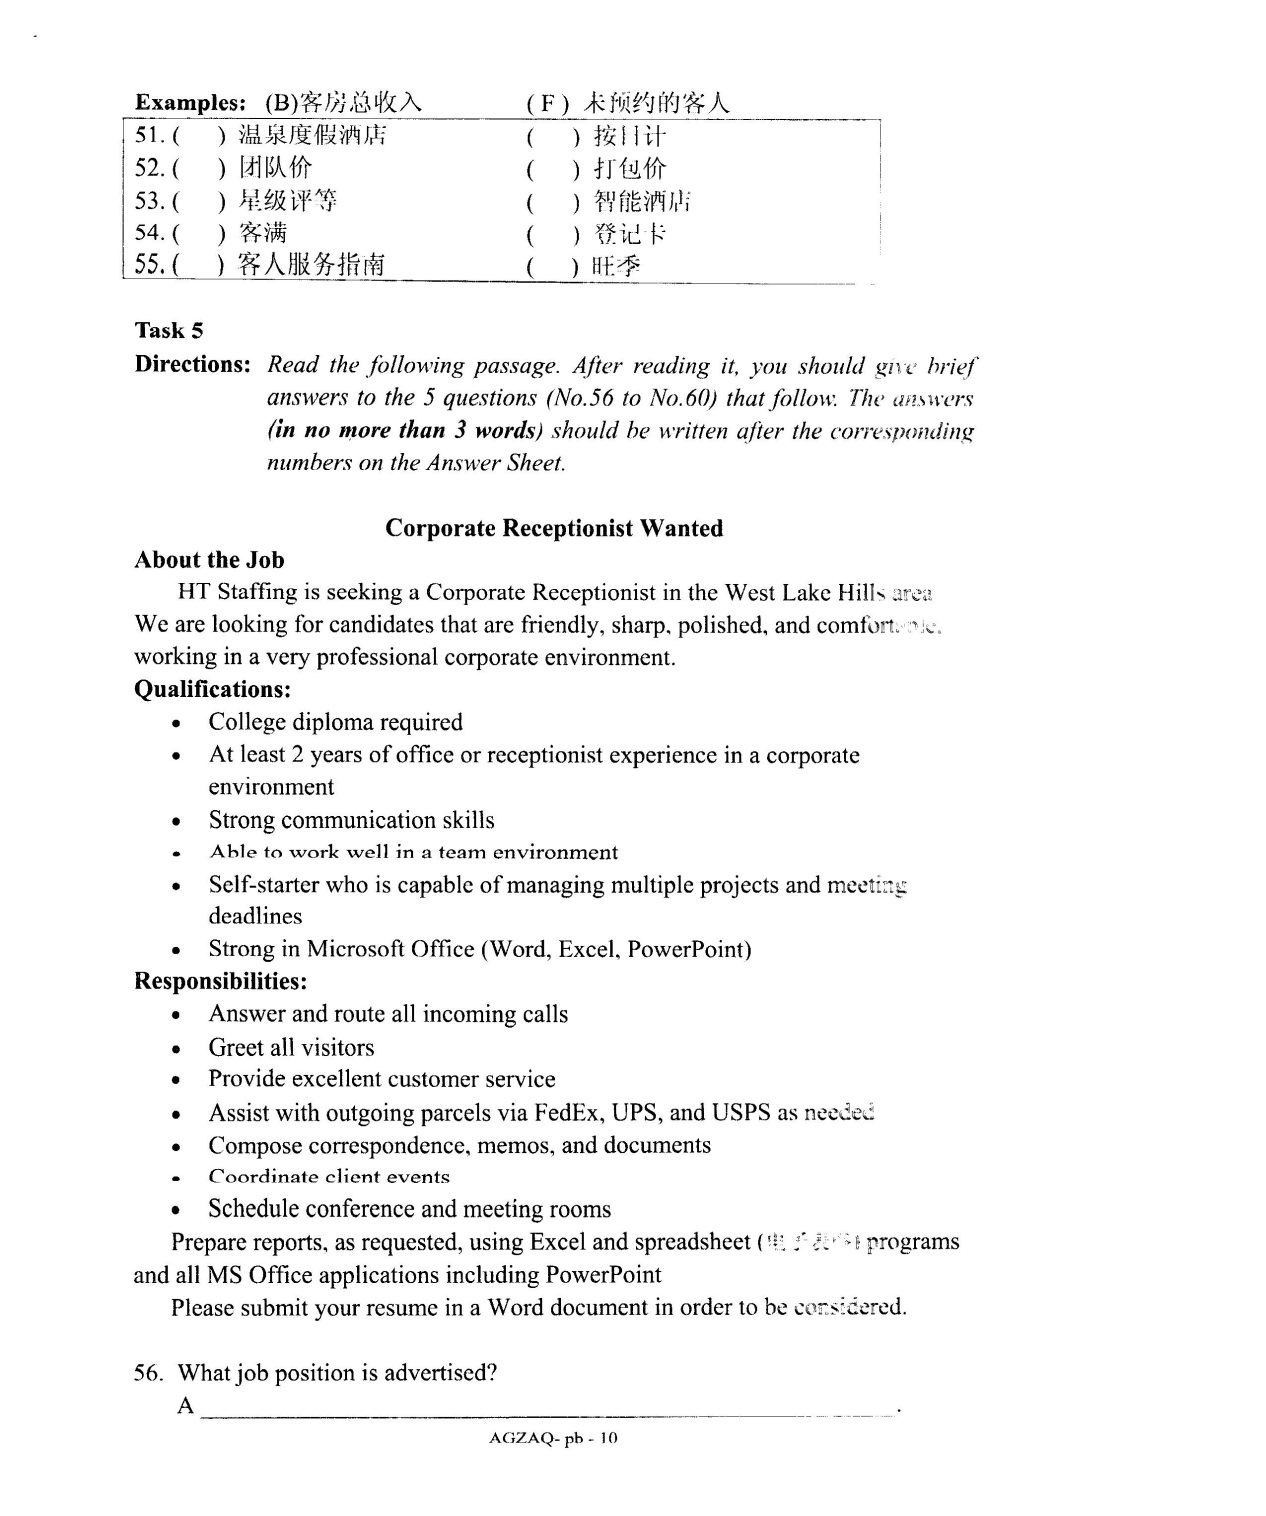 Examples: (B)客房总收入 ( F ) 未预约的客人
51. ( ) 温泉度假酒店 ( ) 按日计
52. ( ) 团队价 ( ) 打包价
53. ( ) 星级评等 ( ) 智能酒店
54. ( ) 客满 ( ) 登记卡
55. ( ) 客人服务指南 ( ) 旺季
Task 5
Directions: Read the following passage. After reading it, you should give brief
answers to the 5 questions (No.56 to No.60) that follow. The answers
(in no more than 3 words) should be written after the corresponding
numbers on the Answer Sheet.
Corporate Receptionist Wanted
About the Job
HT Staffing is seeking a Corporate Receptionist in the West Lake Hills area
We are looking for candidates that are friendly, sharp, polished, and
working in a very professional corporate environment.
Qualifications:
• College diploma required
• At least 2 years of office or receptionist experience in a corporate
environment
• Strong communication skills
• Able to work well in a team environment
• Self-starter who is capable of managing multiple projects and meeting
deadlines
• Strong in Microsoft Office (Word, Excel, PowerPoint)
Responsibilities:
• Answer and route all incoming calls
• Greet all visitors
• Provide excellent customer service
• Assist with outgoing parcels via FedEx, UPS, and USPS as needed
• Compose correspondence, memos, and documents
• Coordinate client events
• Schedule conference and meeting rooms
Prepare reports, as requested, using Excel and spreadsheet ( programs
and all MS Office applications including PowerPoint
Please submit your resume in a Word document in order to be considered.
56. What job position is advertised?
A ____.
AGZAQ- pb - 10